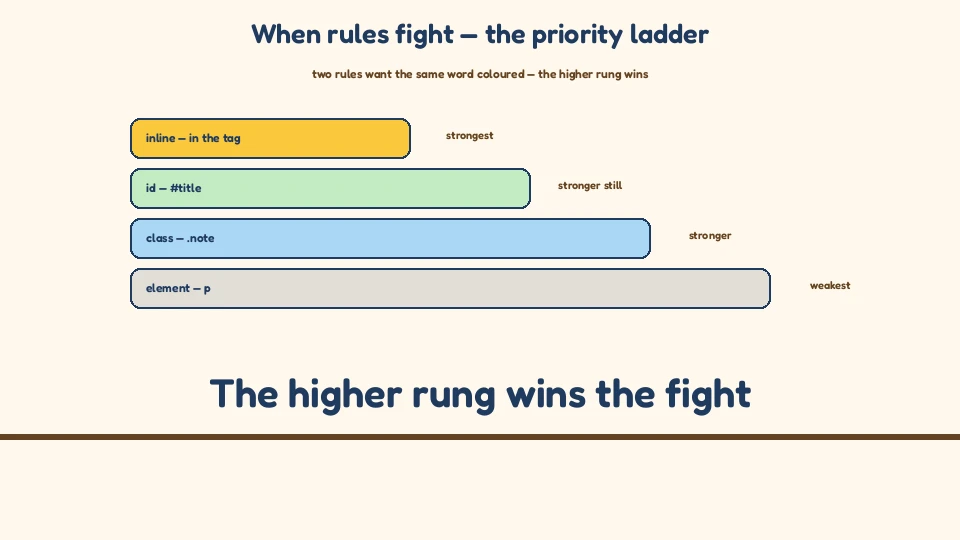 When rules fight — the priority ladder
two rules want the same word coloured — the higher rung wins
inline — in the tag strongest
id — #title stronger still
class — .note stronger
element — p weakest
The higher rung wins the fight